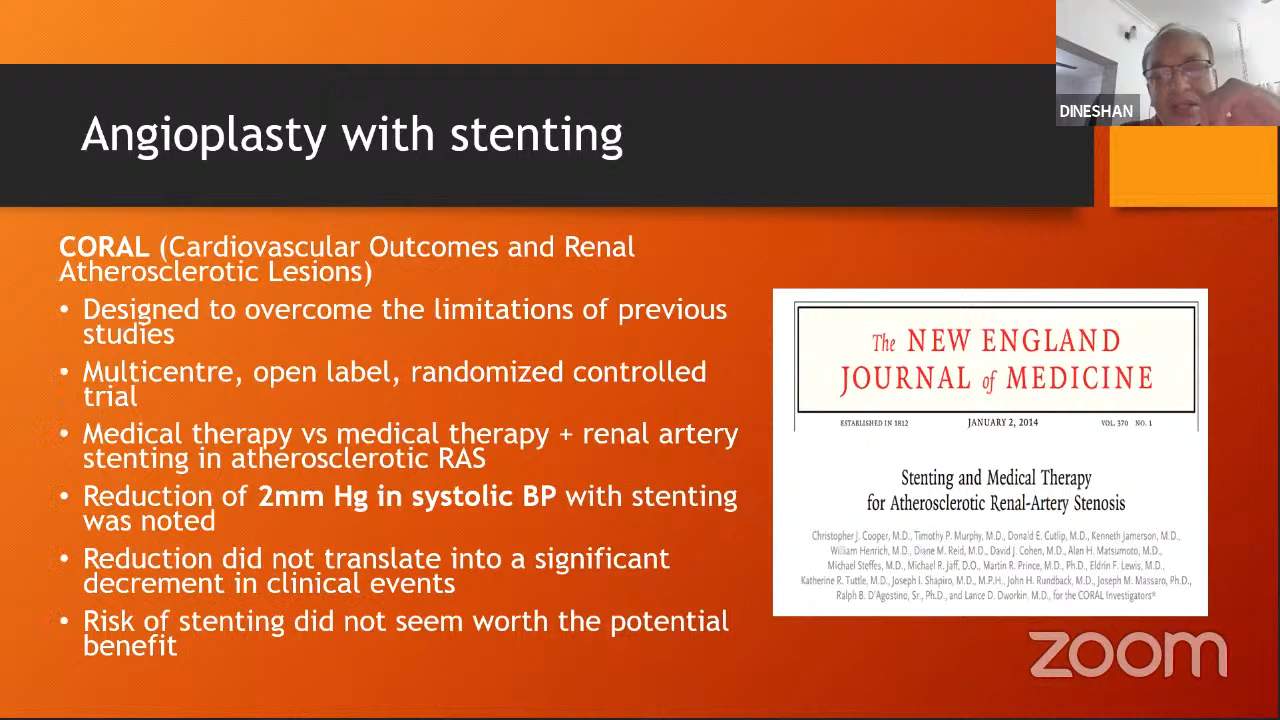 DINESHAN
Angioplasty with stenting
CORAL (Cardiovascular Outcomes and Renal
Atherosclerotic Lesions)
• Designed to overcome the limitations of previous
studies
• Multicentre, open label, randomized controlled
trial
• Medical therapy vs medical therapy + renal artery
stenting in atherosclerotic RAS
• Reduction of 2mm Hg in systolic BP with stenting
was noted
• Reduction did not translate into a significant
decrement in clinical events
• Risk of stenting did not seem worth the potential
benefit
The NEW ENGLAND
JOURNAL of MEDICINE
ESTABLISHED IN 1812 JANUARY 2, 2014 VOL. 370 NO. 1
Stenting and Medical Therapy
for Atherosclerotic Renal-Artery Stenosis
Christopher J. Cooper, M.D., Timothy P. Murphy, M.D., Donald E. Cutlip, M.D., Kenneth Jamerson, M.D.,
William Henrich, M.D., Diane M. Reid, M.D., David J. Cohen, M.D., Alan H. Matsumoto, M.D.,
Michael Steffes, M.D., Michael R. Jaff, D.O., Martin R. Prince, M.D., Ph.D., Eldrin F. Lewis, M.D.,
Katherine R. Tuttle, M.D., Joseph I. Shapiro, M.D., M.P.H., John H. Rundback, M.D., Joseph M. Massaro, Ph.D.,
Ralph B. D'Agostino, Sr., Ph.D., and Lance D. Dworkin, M.D., for the CORAL Investigators*
zoom